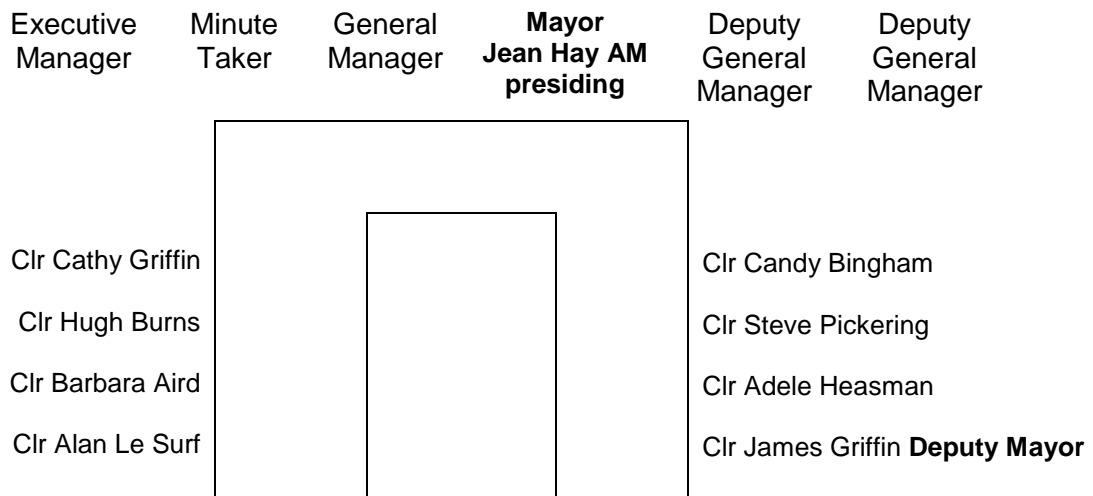 Executive Manager
Minute Taker
General Manager
Mayor
Jean Hay AM
presiding
Deputy General Manager
Deputy General Manager
Clr Cathy Griffin
Clr Candy Bingham
Clr Hugh Burns
Clr Steve Pickering
Clr Barbara Aird
Clr Adele Heasman
Clr Alan Le Surf
Clr James Griffin Deputy Mayor